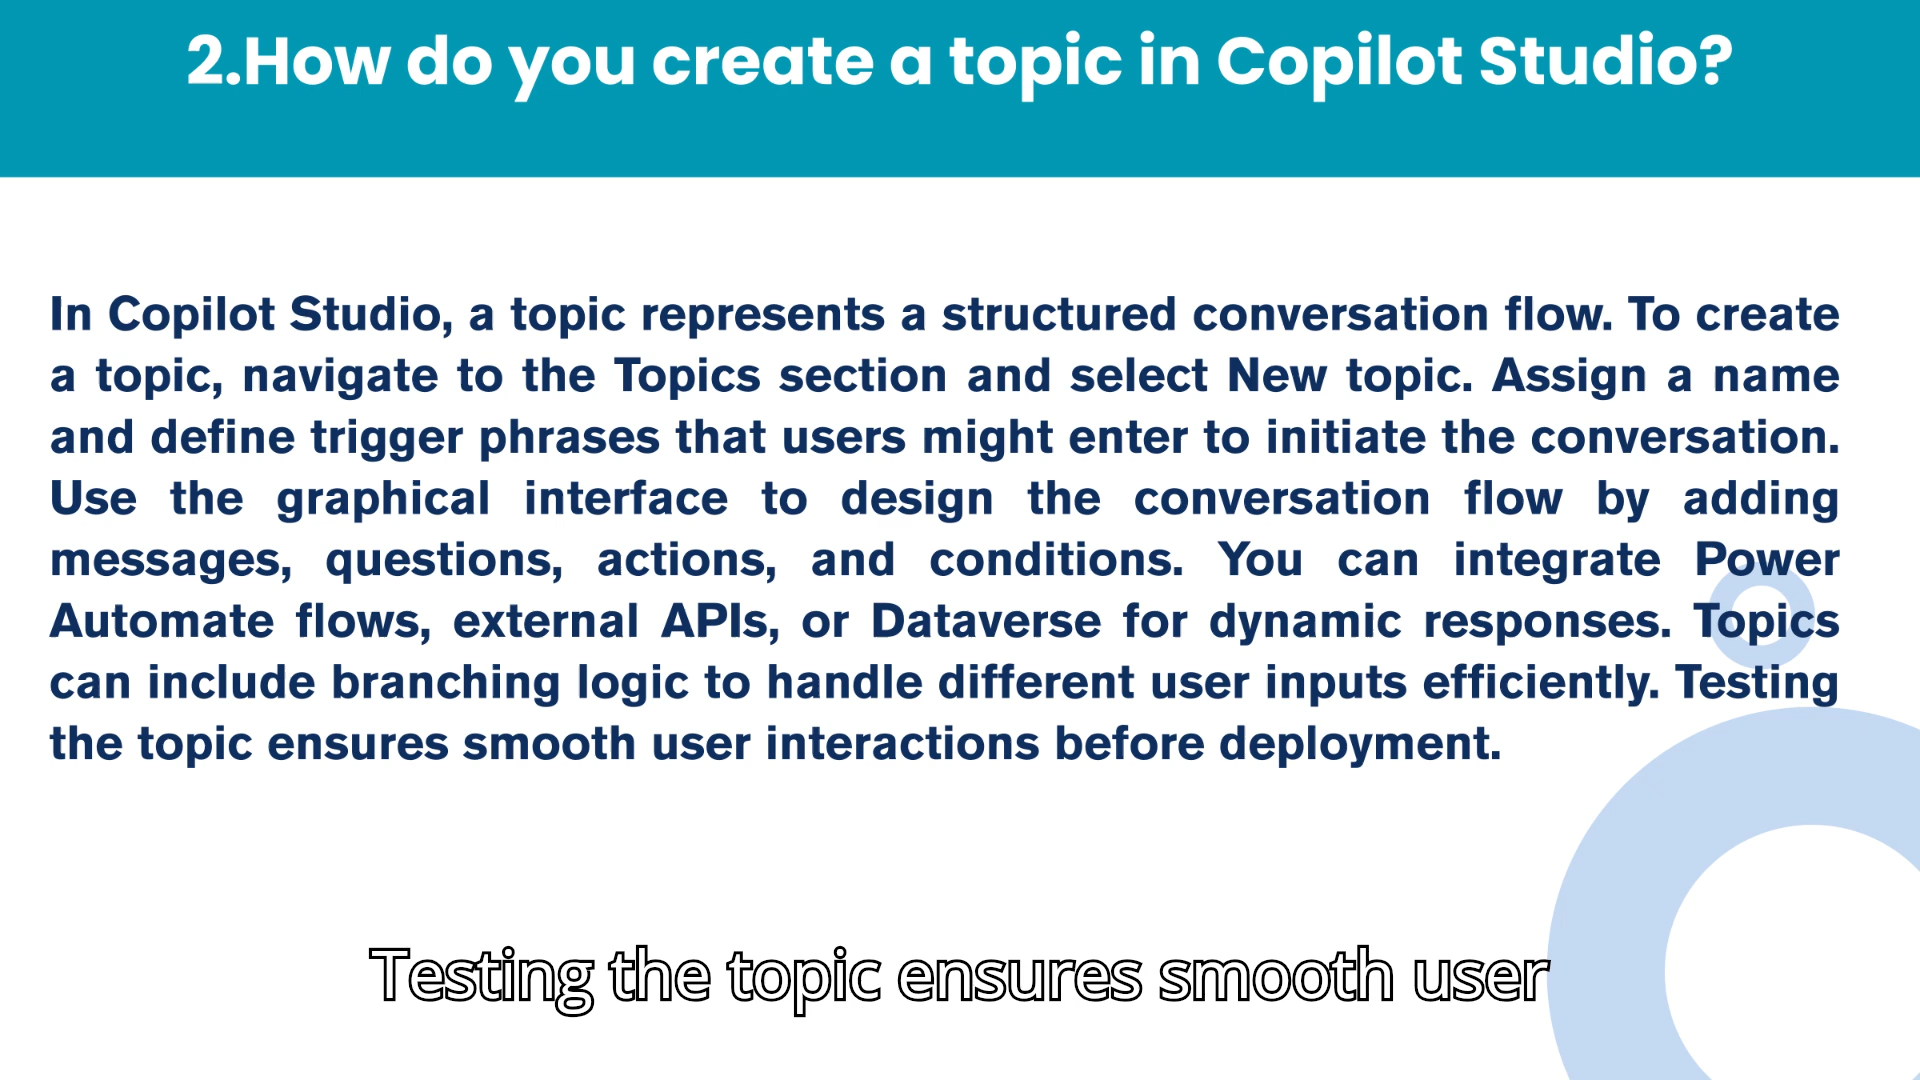 2.How do you create a topic in Copilot Studio?
In Copilot Studio, a topic represents a structured conversation flow. To create
a topic, navigate to the Topics section and select New topic. Assign a name
and define trigger phrases that users might enter to initiate the conversation.
Use the graphical interface to design the conversation flow by adding
messages, questions, actions, and conditions. You can integrate Power
Automate flows, external APIs, or Dataverse for dynamic responses. Topics
can include branching logic to handle different user inputs efficiently. Testing
the topic ensures smooth user interactions before deployment.
Testing the topic ensures smooth user